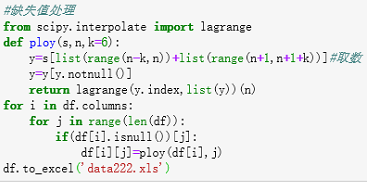 #缺失值处理
from scipy.interpolate import lagrange
def ploy(s,n,k=6):
    y=s[list(range(n-k,n))+list(range(n+1,n+1+k))]#取数
    y=y[y.notnull()]
    return lagrange(y.index,list(y))(n)
for i in df.columns:
    for j in range(len(df)):
        if(df[i].isnull())[j]:
            df[i][j]=ploy(df[i],j)
df.to_excel('data222.xls')